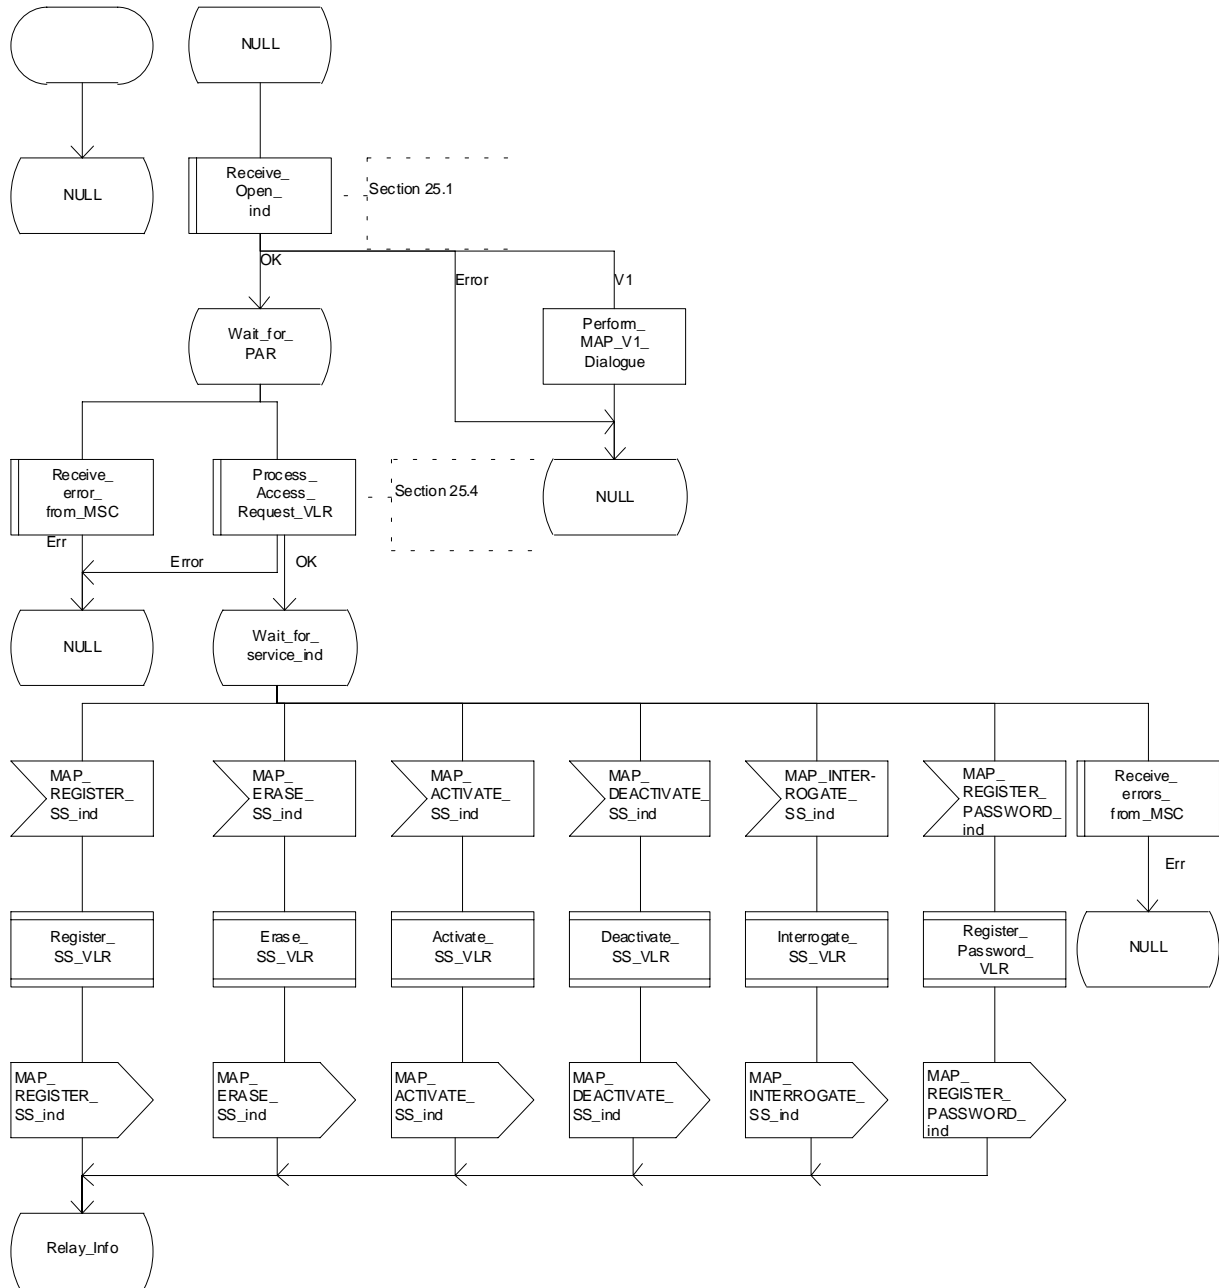 NULL
NULL
Receive_
Open_
ind
Section 25.1
OK
Error
V1
Wait_for_
PAR
Perform_
MAP_V1_
Dialogue
Receive_
error_
from_MSC
Process_
Access_
Request_VLR
Section 25.4
NULL
Err
Error
OK
NULL
Wait_for_
service_ind
MAP_
REGISTER_
SS_ind
MAP_
ERASE_
SS_ind
MAP_
ACTIVATE_
SS_ind
MAP_
DEACTIVATE_
SS_ind
MAP_INTER-
ROGATE_
SS_ind
MAP_
REGISTER_
PASSWORD_
ind
Receive_
errors_
from_MSC
Err
Register_
SS_VLR
Erase_
SS_VLR
Activate_
SS_VLR
Deactivate_
SS_VLR
Interrogate_
SS_VLR
Register_
Password_
VLR
NULL
MAP_
REGISTER_
SS_ind
MAP_
ERASE_
SS_ind
MAP_
ACTIVATE_
SS_ind
MAP_
DEACTIVATE_
SS_ind
MAP_
INTERROGATE_
SS_ind
MAP_
REGISTER_
PASSWORD_
ind
Relay_Info